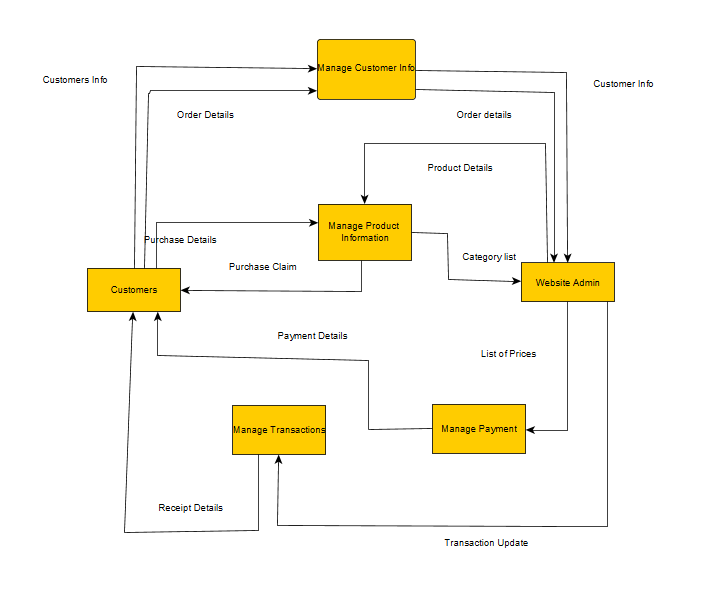 Manage Customer Info
Customers Info
Customer Info
Order Details
Order details
Product Details
Manage Product
Information
Purchase Details
Category list
Purchase Claim
Customers
Website Admin
Payment Details
List of Prices
Manage Transactions
Manage Payment
Receipt Details
Transaction Update